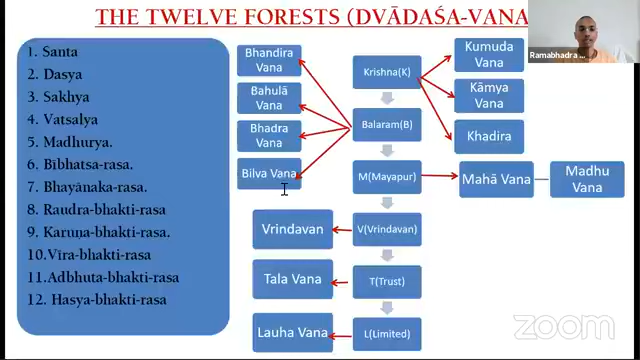 THE TWELVE FORESTS (DVĀDAŚA-VANA
1. Santa
2. Dasya
3. Sakhya
4. Vatsalya
5. Madhurya.
6. Bībhatsa-rasa.
7. Bhayānaka-rasa.
8 Raudra-bhakti-rasa
9. Karuṇa-bhakti-rasa.
10.Vīra-bhakti-rasa
11.Adbhuta-bhakti-rasa
12. Hasya-bhakti-rasa
Bhandira
Vana
Bahulā
Vana
Bhadra
Vana
Bilva Vana
Vrindavan
Tala Vana
Lauha Vana
Krishna(K)
Balaram(B)
M(Mayapur)
V(Vrindavan)
T(Trust)
L(Limited)
Kumuda
Vana
Kāmya
Vana
Khadira
Mahā Vana
Madhu
Vana
Ramabhadra
zoom